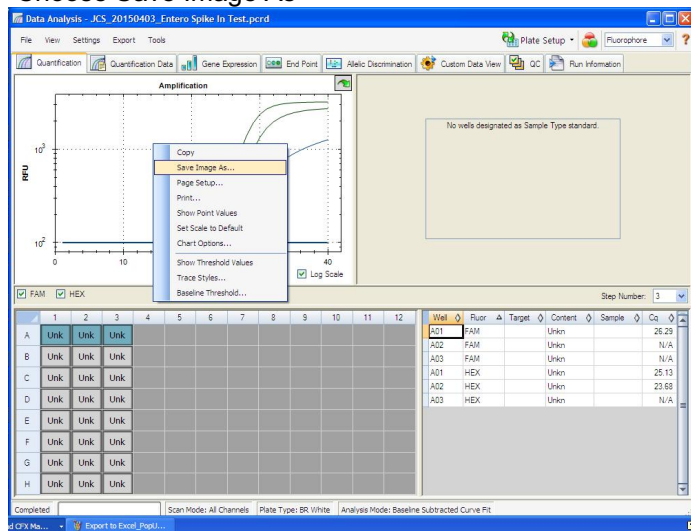 Choose Save Image As
Data Analysis - JCS_20150403_Entero Spike In Test.pcrd
File View Settings Export Tools Plate Setup Fluorophore ?
Quantification Quantification Data Gene Expression End Point Allelic Discrimination Custom Data View QC Run Information
Amplification
No wells designated as Sample Type standard.
RFU
10³
10²
0 10 40
Copy
Save Image As...
Page Setup...
Print...
Show Point Values
Set Scale to Default
Chart Options...
Show Threshold Values
Trace Styles...
Baseline Threshold...
Log Scale
FAM HEX Step Number: 3
1 2 3 4 5 6 7 8 9 10 11 12
A Unk Unk Unk
B Unk Unk Unk
C Unk Unk Unk
D Unk Unk Unk
E Unk Unk Unk
F Unk Unk Unk
G Unk Unk Unk
H Unk Unk Unk
Well Fluor Target Content Sample Cq
A01 FAM Unkn 26.29
A02 FAM Unkn N/A
A03 FAM Unkn N/A
A01 HEX Unkn 25.13
A02 HEX Unkn 23.68
A03 HEX Unkn N/A
Completed Scan Mode: All Channels Plate Type: BR White Analysis Mode: Baseline Subtracted Curve Fit
d CFX Ma... Export to Excel_PopU...